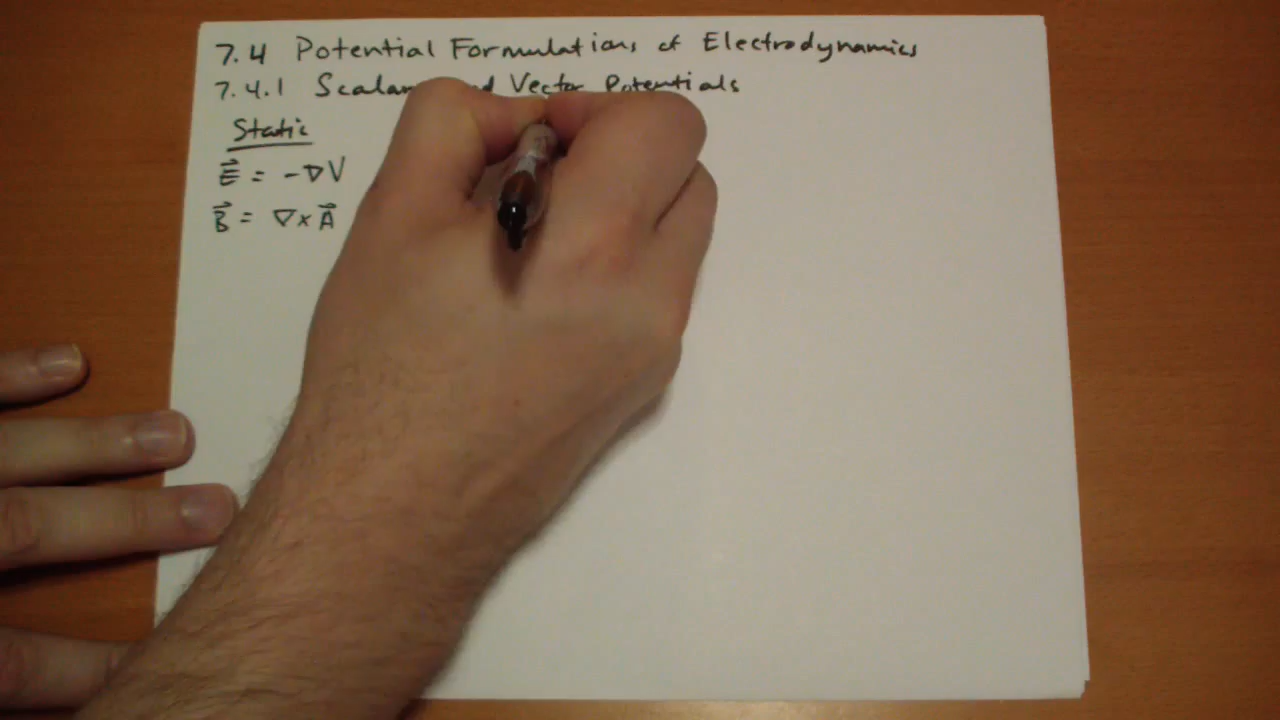 7.4 Potential Formulations of Electrodynamics
7.4.1 Scalar Vector Potentials
Static
E⃗ = -∇V
B⃗ = ∇×A⃗